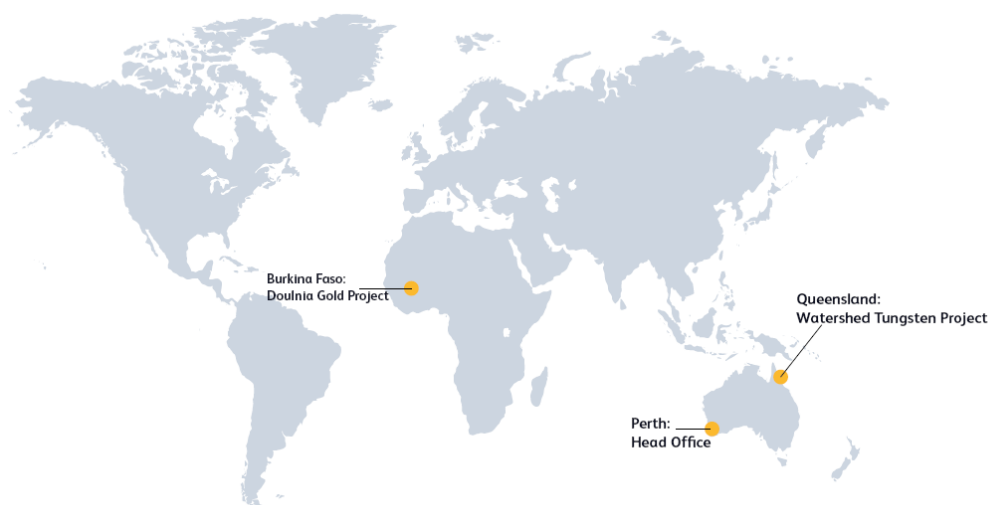 Burkina Faso:
Doulnia Gold Project
Queensland:
Watershed Tungsten Project
Perth:
Head Office